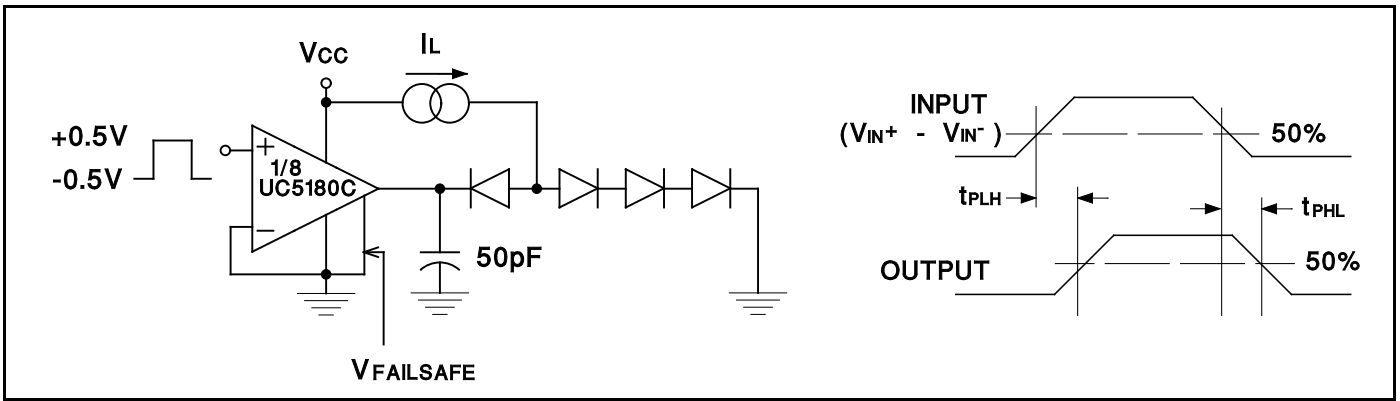 VCC
IL
+0.5V
-0.5V
+
1/8
UC5180C
-
50pF
VFAILSAFE
INPUT
(VIN+ - VIN-)
50%
tPLH
tPHL
OUTPUT
50%